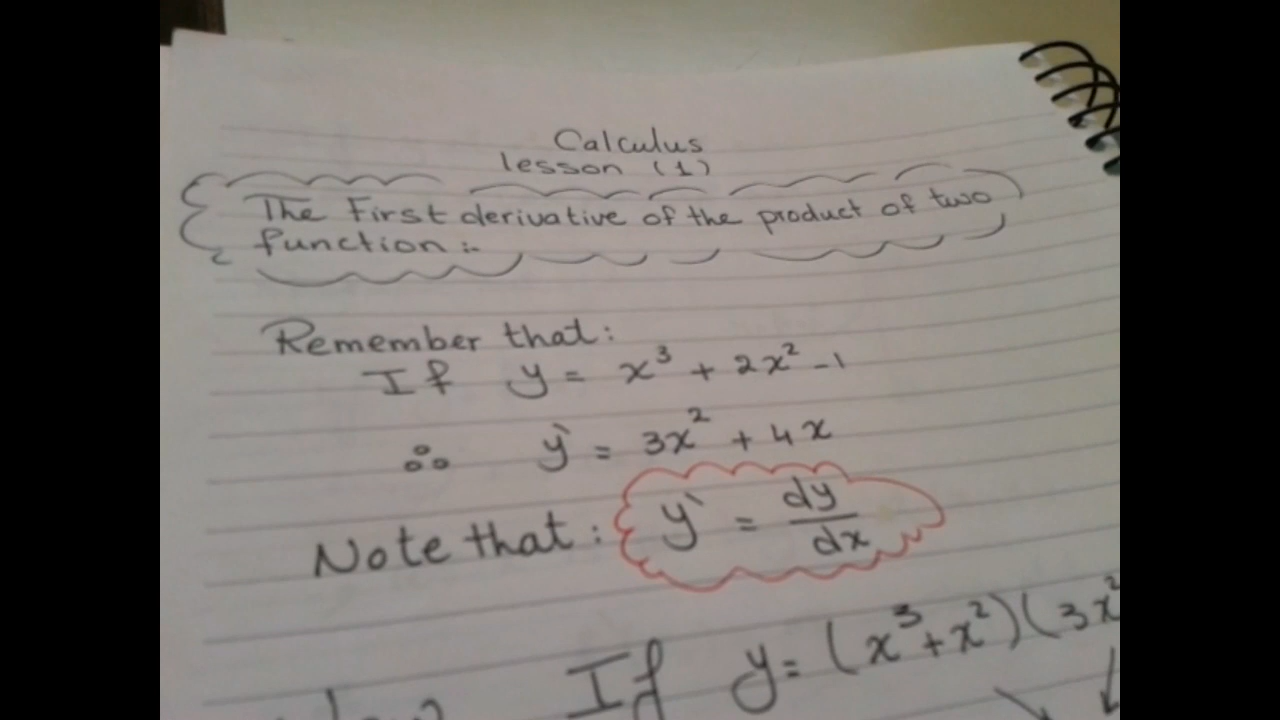 Calculus
lesson (1)
The First derivative of the product of two
function :-
Remember that:
If y = x³ + 2x² - 1
∴ y` = 3x² + 4x
Note that: y` = dy/dx
If y = (x³ + x²)(3x²